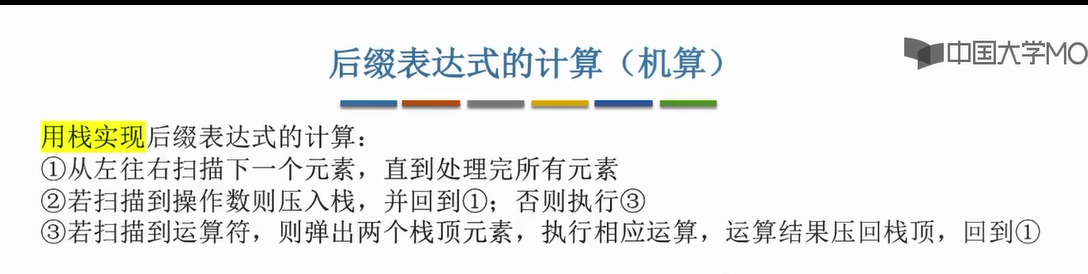 后缀表达式的计算（机算）
中国大学MO
用栈实现后缀表达式的计算：
①从左往右扫描下一个元素，直到处理完所有元素
②若扫描到操作数则压入栈，并回到①；否则执行③
③若扫描到运算符，则弹出两个栈顶元素，执行相应运算，运算结果压回栈顶，回到①